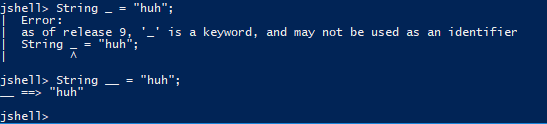 jshell> String _ = "huh";
|  Error:
|  as of release 9, '_' is a keyword, and may not be used as an identifier
|  String _ = "huh";
|         ^
jshell> String __ = "huh";
__ ==> "huh"
jshell>